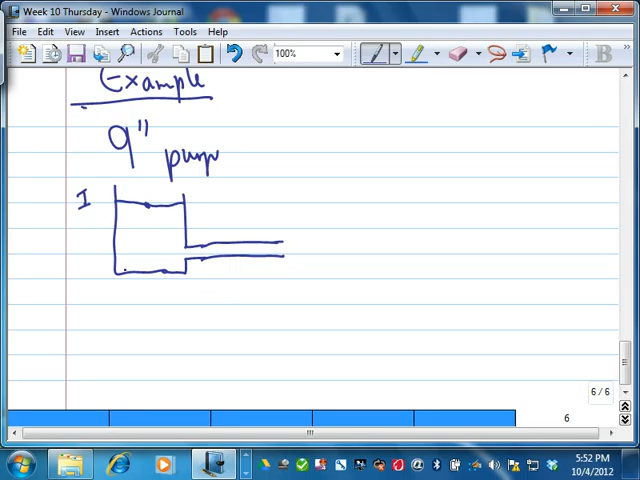 Week 10 Thursday - Windows Journal
File Edit View Insert Actions Tools Help
100%
B
Example
9"
pump
I
6 / 6
6
5:52 PM
10/4/2012